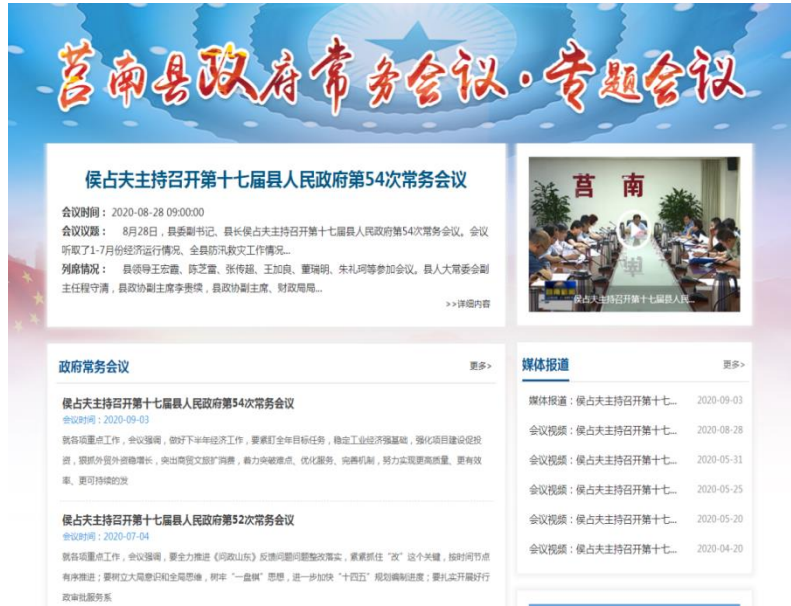 莒南县政府常务会议·专题会议
侯占夫主持召开第十七届县人民政府第54次常务会议
会议时间： 2020-08-28 09:00:00
会议议题： 8月28日，县委副书记、县长侯占夫主持召开第十七届县人民政府第54次常务会议。会议
听取了1-7月份经济运行情况、全县防汛救灾工作情况...
列席情况： 县领导王宏霞、陈芝雷、张传超、王加良、董瑞明、朱礼珂等参加会议。县人大常委会副
主任程守清，县政协副主席李贵续，县政协副主席、财政局局...
>>详细内容
莒 南
侯占夫主持召开第十七届县人民...
政府常务会议
更多>
侯占夫主持召开第十七届县人民政府第54次常务会议
会议时间：2020-09-03
就各项重点工作，会议强调，做好下半年经济工作，要紧盯全年目标任务，稳定工业经济强基础，强化项目建设促投
资，狠抓外贸外资稳增长，突出商贸文旅扩消费，着力突破难点、优化服务、完善机制，努力实现更高质量、更有效
率、更可持续的发
侯占夫主持召开第十七届县人民政府第52次常务会议
会议时间：2020-07-04
就各项重点工作，会议强调，要全力推进《问政山东》反馈问题问题整改落实，紧紧抓住“改”这个关键，按时间节点
有序推进；要树立大局意识和全局思维，树牢“一盘棋”思想，进一步加快“十四五”规划编制进度；要扎实开展好行
政审批服务系
媒体报道
更多>
媒体报道：侯占夫主持召开第十七... 2020-09-03
会议视频：侯占夫主持召开第十七... 2020-08-28
会议视频：侯占夫主持召开第十七... 2020-05-31
会议视频：侯占夫主持召开第十七... 2020-05-25
会议视频：侯占夫主持召开第十七... 2020-05-20
会议视频：侯占夫主持召开第十七... 2020-04-20